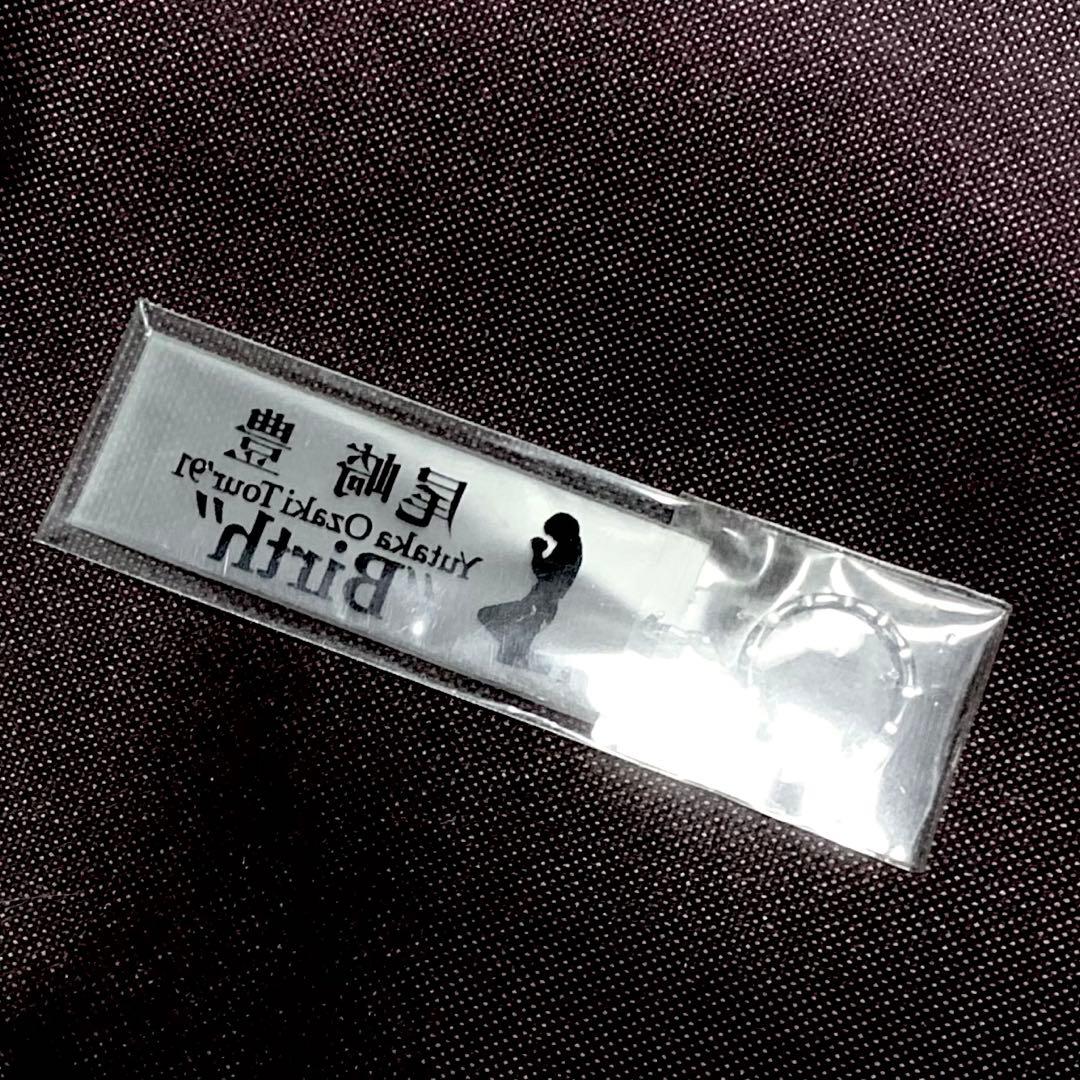 尾崎 豊
Yutaka Ozaki Tour'91
"Birth"